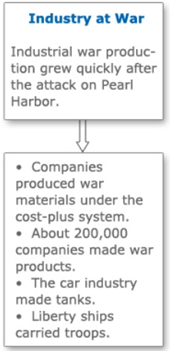 Industry at War
Industrial war produc-
tion grew quickly after
the attack on Pearl
Harbor.
• Companies
produced war
materials under the
cost-plus system.
• About 200,000
companies made war
products.
• The car industry
made tanks.
• Liberty ships
carried troops.